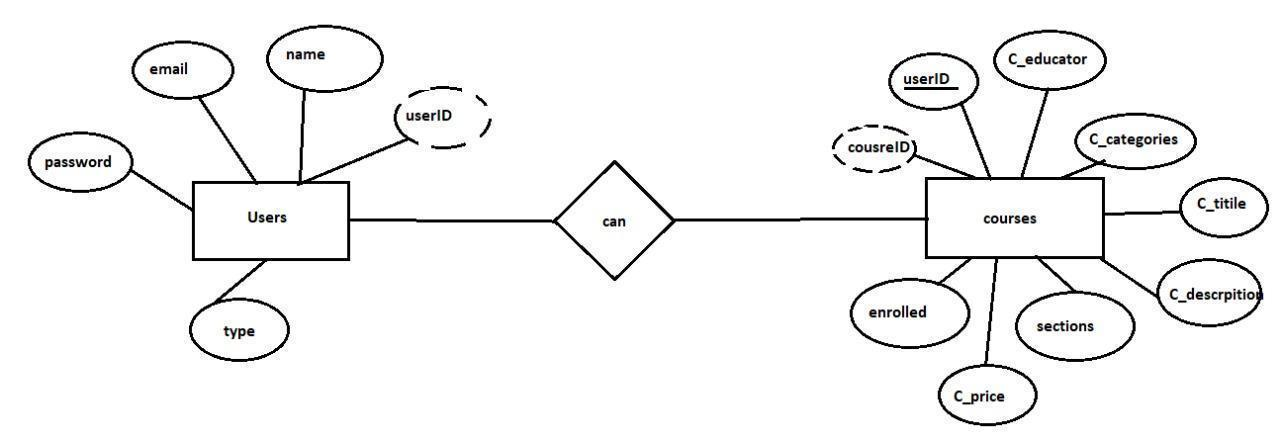 name
email
userID
password
Users
type
can
C_educator
userID
C_categories
cousreID
C_titile
courses
C_descrpition
enrolled
sections
C_price